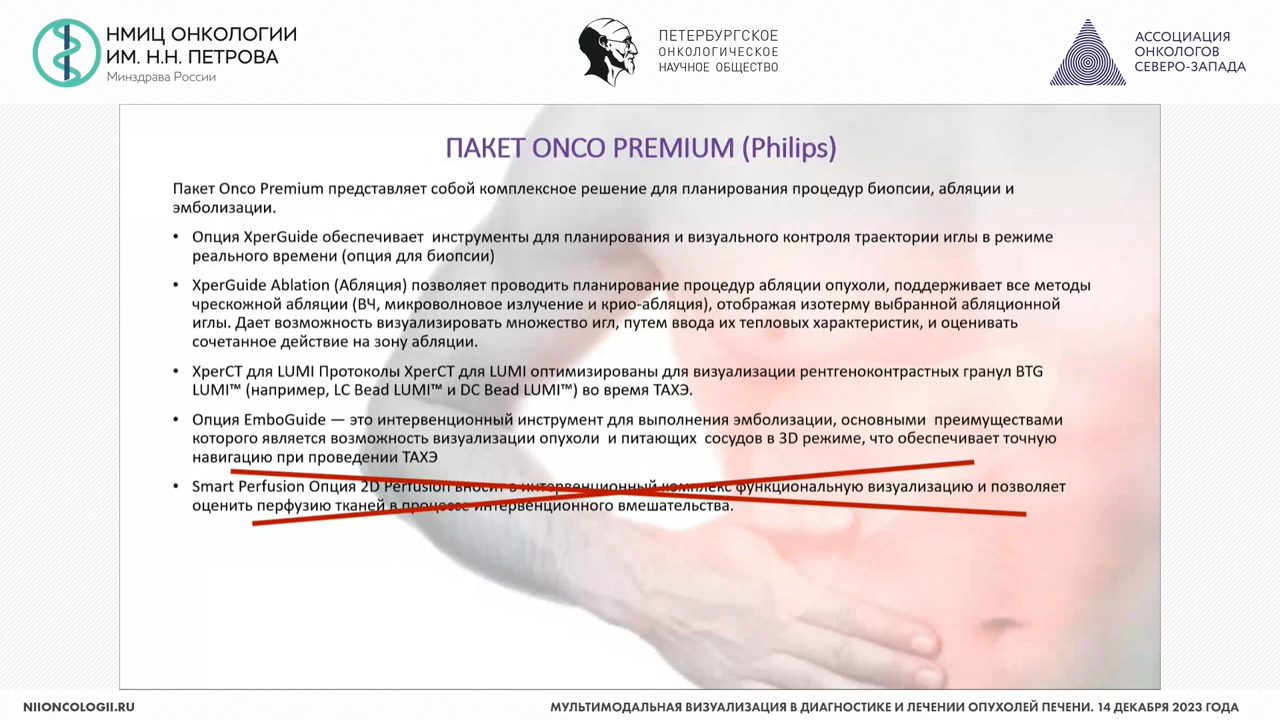 НМИЦ ОНКОЛОГИИ
ИМ. Н.Н. ПЕТРОВА
Минздрава России
ПЕТЕРБУРГСКОЕ
ОНКОЛОГИЧЕСКОЕ
НАУЧНОЕ ОБЩЕСТВО
АССОЦИАЦИЯ
ОНКОЛОГОВ
СЕВЕРО-ЗАПАДА
ПАКЕТ ONCO PREMIUM (Philips)
Пакет Onco Premium представляет собой комплексное решение для планирования процедур биопсии, абляции и
эмболизации.
• Опция XperGuide обеспечивает инструменты для планирования и визуального контроля траектории иглы в режиме
реального времени (опция для биопсии)
• XperGuide Ablation (Абляция) позволяет проводить планирование процедур абляции опухоли, поддерживает все методы
чрескожной абляции (ВЧ, микроволновое излучение и крио-абляция), отображая изотерму выбранной абляционной
иглы. Дает возможность визуализировать множество игл, путем ввода их тепловых характеристик, и оценивать
сочетанное действие на зону абляции.
• XperCT для LUMI Протоколы XperCT для LUMI оптимизированы для визуализации рентгеноконтрастных гранул BTG
LUMI™ (например, LC Bead LUMI™ и DC Bead LUMI™) во время ТАХЭ.
• Опция EmboGuide — это интервенционный инструмент для выполнения эмболизации, основными преимуществами
которого является возможность визуализации опухоли и питающих сосудов в 3D режиме, что обеспечивает точную
навигацию при проведении ТАХЭ
• Smart Perfusion Опция 2D Perfusion вносит в интервенционный комплекс функциональную визуализацию и позволяет
оценить перфузию тканей в процессе интервенционного вмешательства.
NIIONCOLOGII.RU
МУЛЬТИМОДАЛЬНАЯ ВИЗУАЛИЗАЦИЯ В ДИАГНОСТИКЕ И ЛЕЧЕНИИ ОПУХОЛЕЙ ПЕЧЕНИ. 14 ДЕКАБРЯ 2023 ГОДА